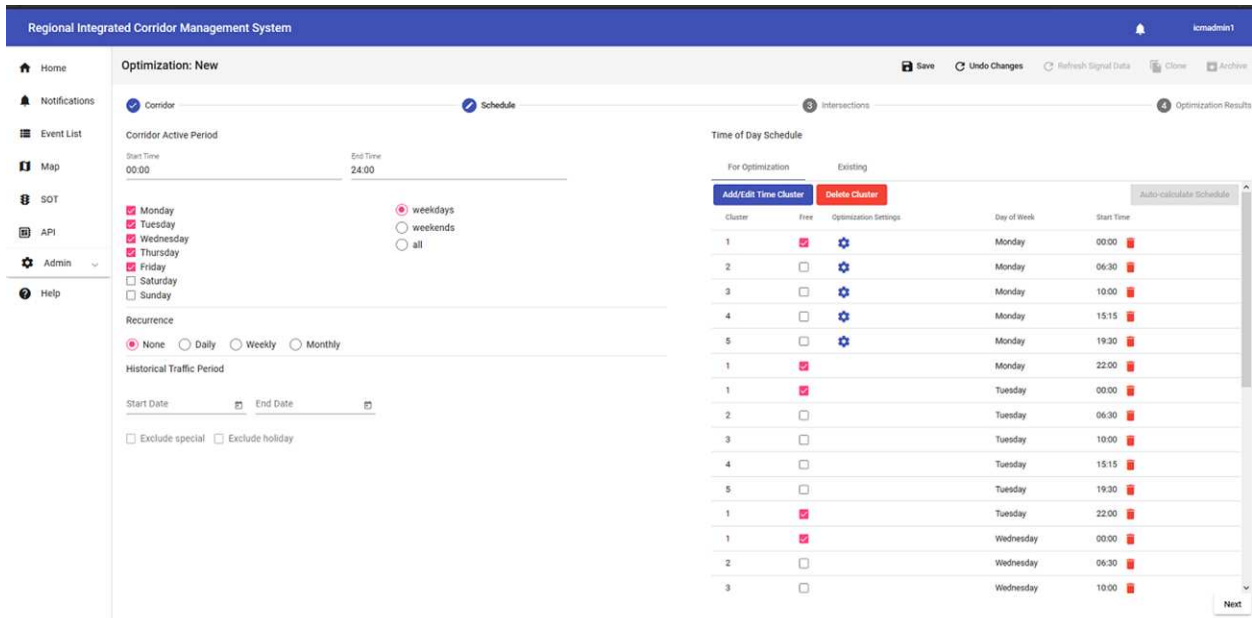 Regional Integrated Corridor Management System
icmadmin1
Home
Notifications
Event List
Map
SOT
API
Admin
Help
Optimization: New
Save Undo Changes Refresh Signal Data Clone Archive
Corridor Schedule 3 Intersections 4 Optimization Results
Corridor Active Period
Start Time End Time
00:00 24:00
Monday
Tuesday
Wednesday
Thursday
Friday
Saturday
Sunday
weekdays
weekends
all
Recurrence
None Daily Weekly Monthly
Historical Traffic Period
Start Date End Date
Exclude special Exclude holiday
Time of Day Schedule
For Optimization Existing
Add/Edit Time Cluster Delete Cluster Auto-calculate Schedule
Cluster Free Optimization Settings Day of Week Start Time
1 Monday 00:00
2 Monday 06:30
3 Monday 10:00
4 Monday 15:15
5 Monday 19:30
1 Monday 22:00
1 Tuesday 00:00
2 Tuesday 06:30
3 Tuesday 10:00
4 Tuesday 15:15
5 Tuesday 19:30
1 Tuesday 22:00
1 Wednesday 00:00
2 Wednesday 06:30
3 Wednesday 10:00
Next